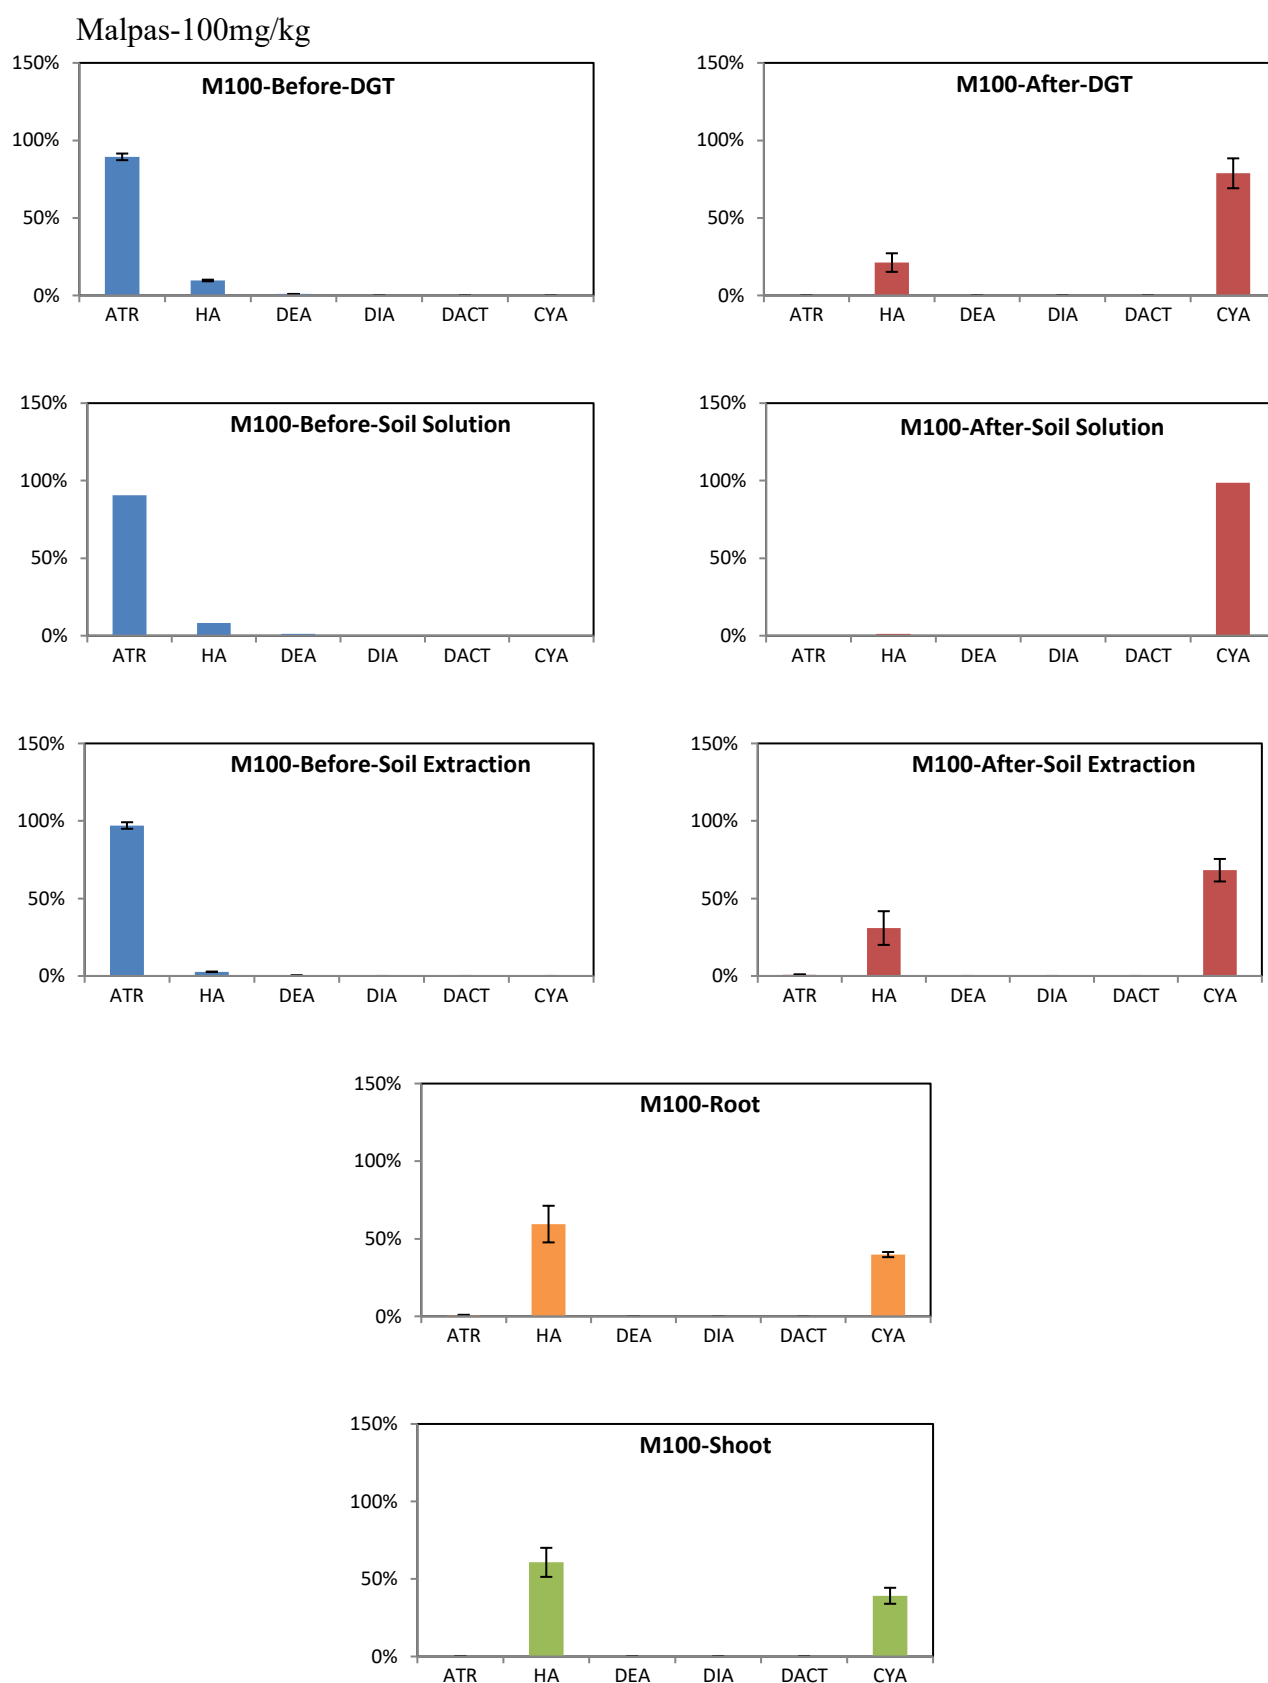 Malpas-100mg/kg
M100-Before-DGT
150%
100%
50%
0%
ATR HA DEA DIA DACT CYA
M100-After-DGT
150%
100%
50%
0%
ATR HA DEA DIA DACT CYA
M100-Before-Soil Solution
150%
100%
50%
0%
ATR HA DEA DIA DACT CYA
M100-After-Soil Solution
150%
100%
50%
0%
ATR HA DEA DIA DACT CYA
M100-Before-Soil Extraction
150%
100%
50%
0%
ATR HA DEA DIA DACT CYA
M100-After-Soil Extraction
150%
100%
50%
0%
ATR HA DEA DIA DACT CYA
M100-Root
150%
100%
50%
0%
ATR HA DEA DIA DACT CYA
M100-Shoot
150%
100%
50%
0%
ATR HA DEA DIA DACT CYA